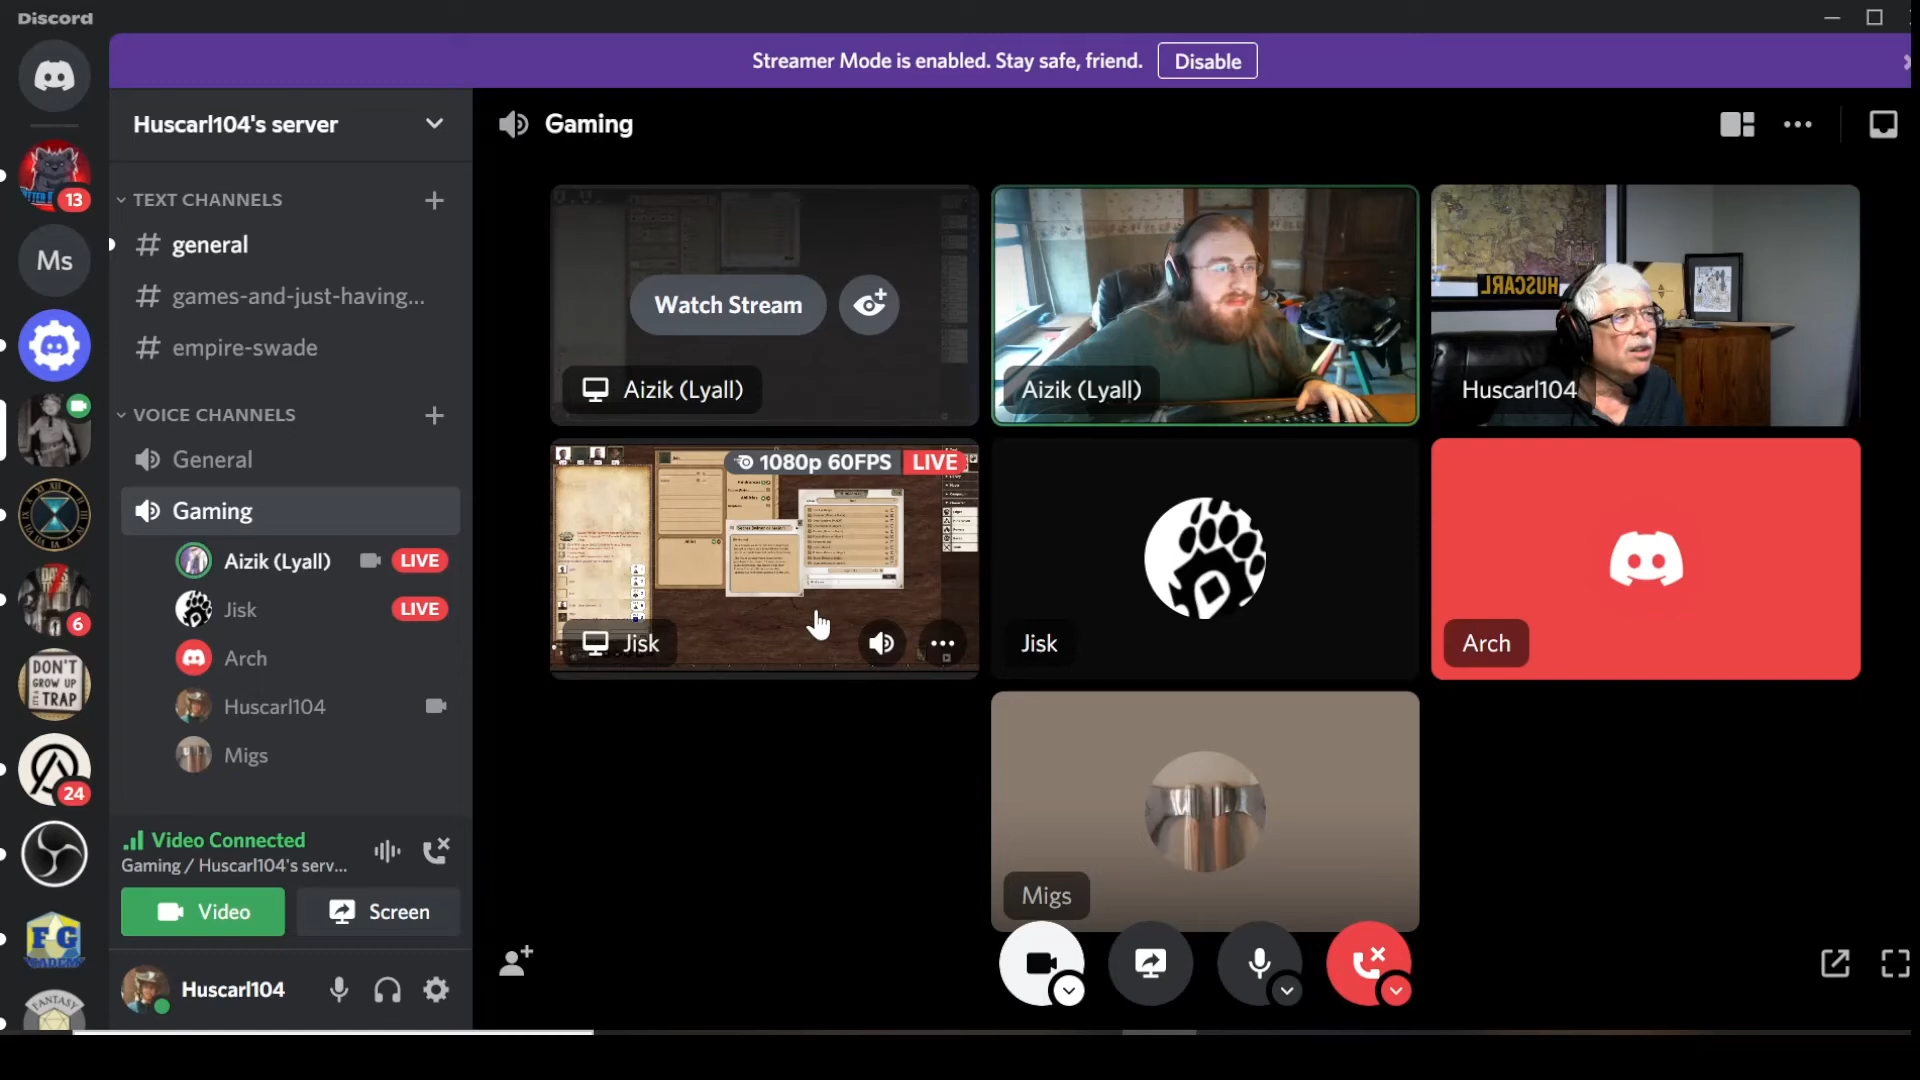 Discord
Streamer Mode is enabled. Stay safe, friend.
Disable
Huscarl104's server
Gaming
13
TEXT CHANNELS
general
games-and-just-having...
empire-swade
Ms
VOICE CHANNELS
General
Gaming
Aizik (Lyall)
LIVE
Jisk
LIVE
Arch
Huscarl104
Migs
6
DON'T
GROW UP
IT'S A
TRAP
24
FG
FANTASY
Video Connected
Gaming / Huscarl104's serv...
Video
Screen
Huscarl104
Watch Stream
Aizik (Lyall)
Aizik (Lyall)
HUSCARL
Huscarl104
1080p 60FPS
LIVE
Jisk
Jisk
Arch
Migs